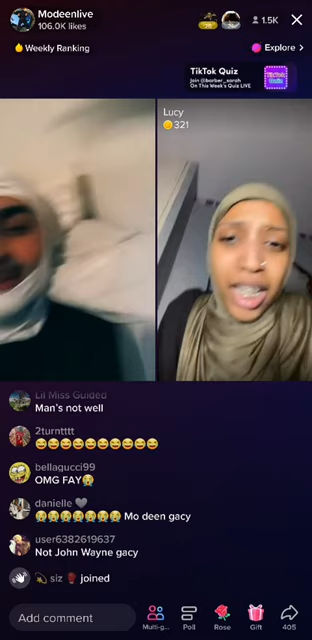 Modeenlive
106.0K likes
1.5K
Weekly Ranking
Explore >
TikTok Quiz
Join @barber_sarah
On This Week's Quiz LIVE
Lucy
321
Lil Miss Guided
Man's not well
2turntttt
😂😂😂😂😂😂😂😂😂😂
bellagucci99
OMG FAY😭
danielle 🩶
😭😭😭😭😭😭😭 Mo deen gacy
user6382619637
Not John Wayne gacy
siz joined
Add comment
Multi-g...
Poll
Rose
Gift
405